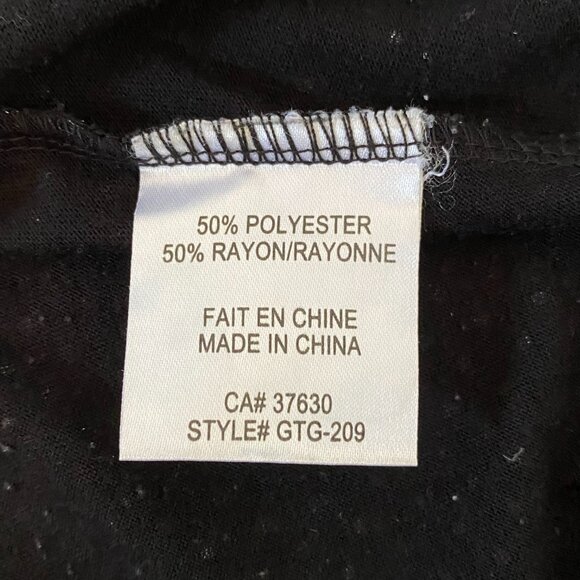 50% POLYESTER
50% RAYON/RAYONNE
FAIT EN CHINE
MADE IN CHINA
CA# 37630
STYLE# GTG-209